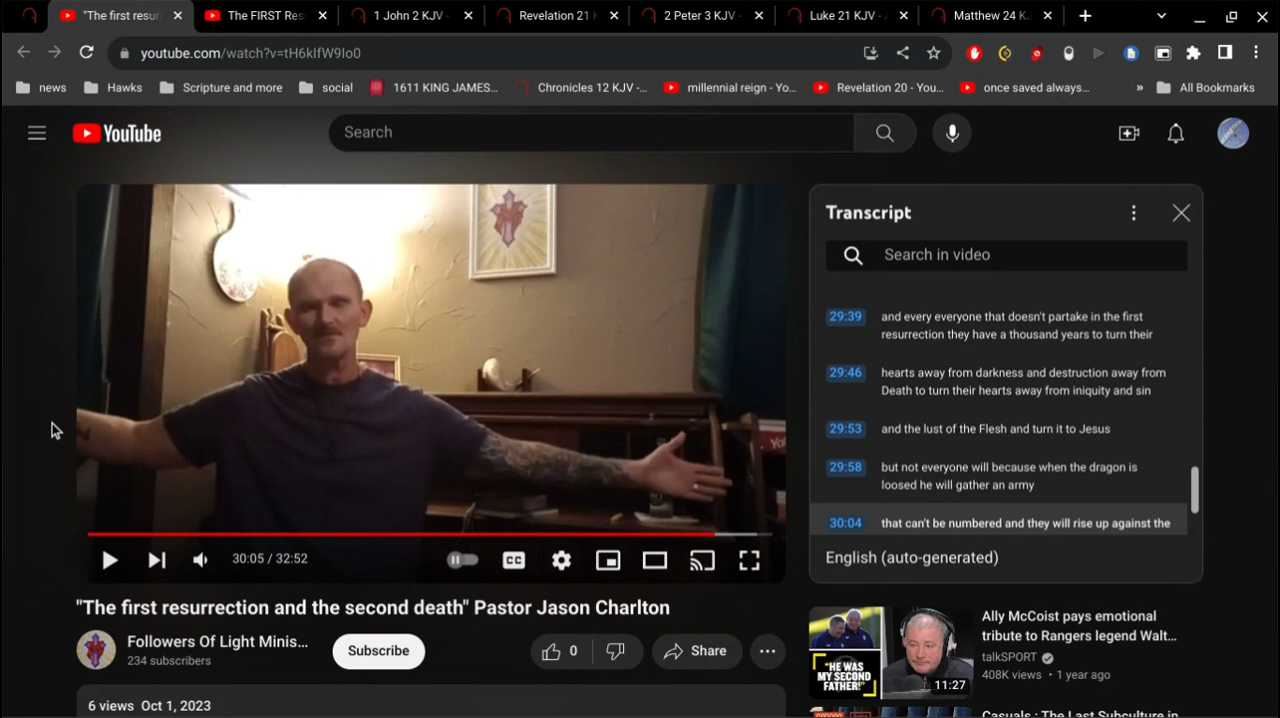 "The first resur
The FIRST Res
1 John 2 KJV -
Revelation 21
2 Peter 3 KJV -
Luke 21 KJV -
Matthew 24 K
youtube.com/watch?v=tH6kIfW9Io0
news
Hawks
Scripture and more
social
1611 KING JAMES...
Chronicles 12 KJV -...
millennial reign - Yo...
Revelation 20 - You...
once saved always...
»
All Bookmarks
YouTube
Search
Transcript
Search in video
29:39 and every everyone that doesn't partake in the first
resurrection they have a thousand years to turn their
29:46 hearts away from darkness and destruction away from
Death to turn their hearts away from iniquity and sin
29:53 and the lust of the Flesh and turn it to Jesus
29:58 but not everyone will because when the dragon is
loosed he will gather an army
30:04 that can't be numbered and they will rise up against the
English (auto-generated)
30:05 / 32:52
CC
"The first resurrection and the second death" Pastor Jason Charlton
Followers Of Light Minis...
234 subscribers
Subscribe
0
Share
6 views Oct 1, 2023
"HE WAS
MY SECOND
FATHER!"
11:27
Ally McCoist pays emotional
tribute to Rangers legend Walt...
talkSPORT
408K views • 1 year ago
Casuals : The Last Subculture in